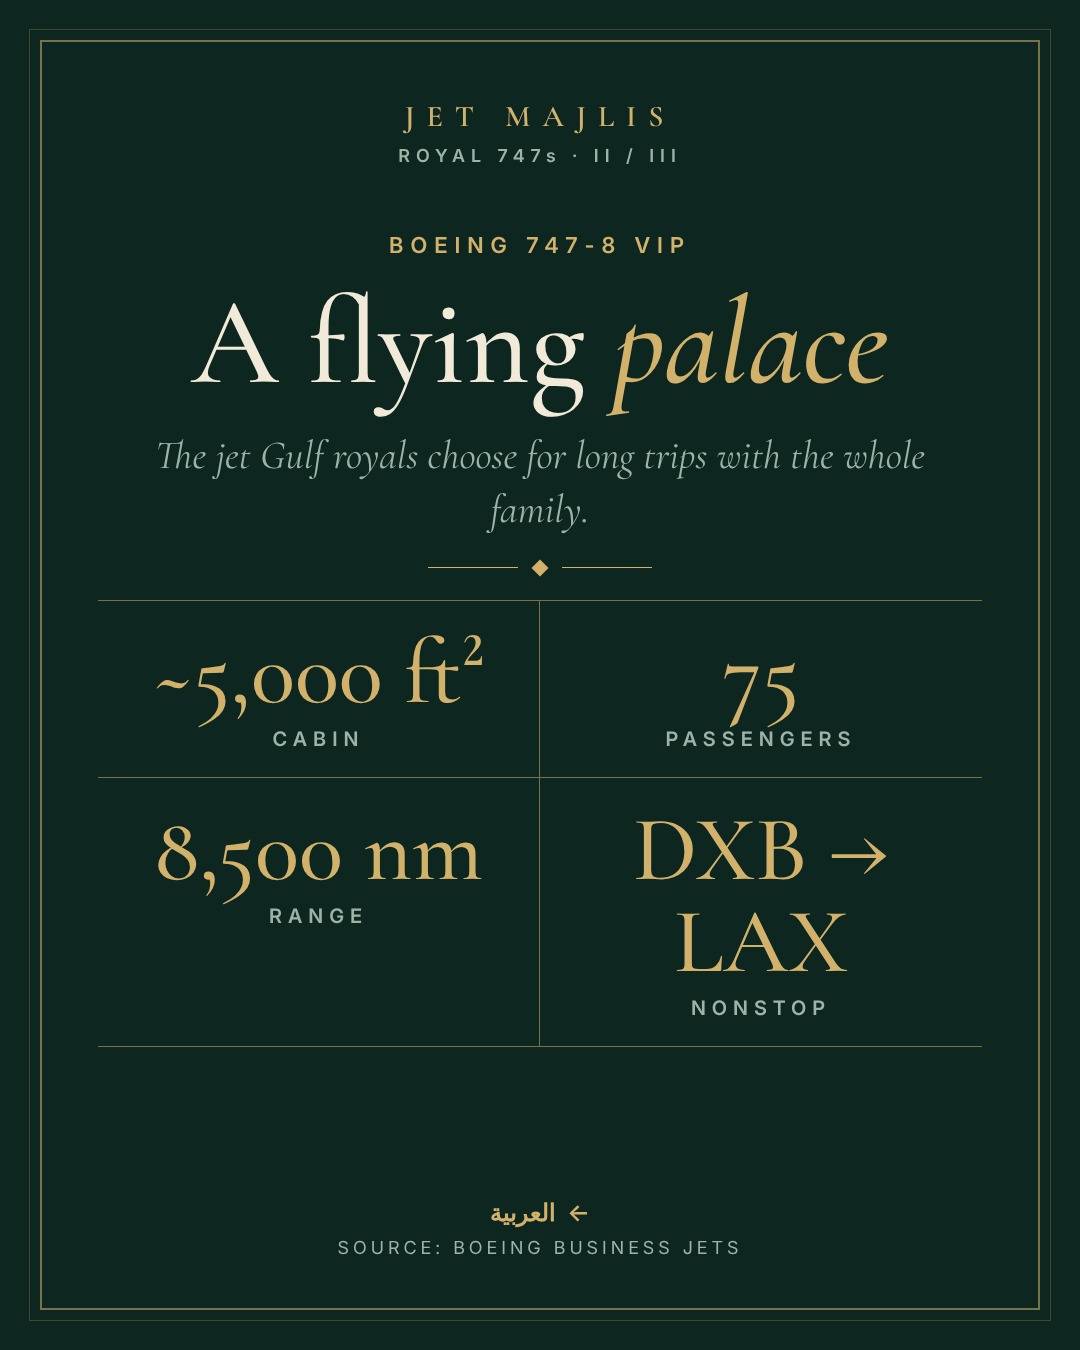 JET MAJLIS
ROYAL 747s · II / III
BOEING 747-8 VIP
A flying palace
The jet Gulf royals choose for long trips with the whole
family.
~5,000 ft²
CABIN
75
PASSENGERS
8,500 nm
RANGE
DXB →
LAX
NONSTOP
العربية ←
SOURCE: BOEING BUSINESS JETS